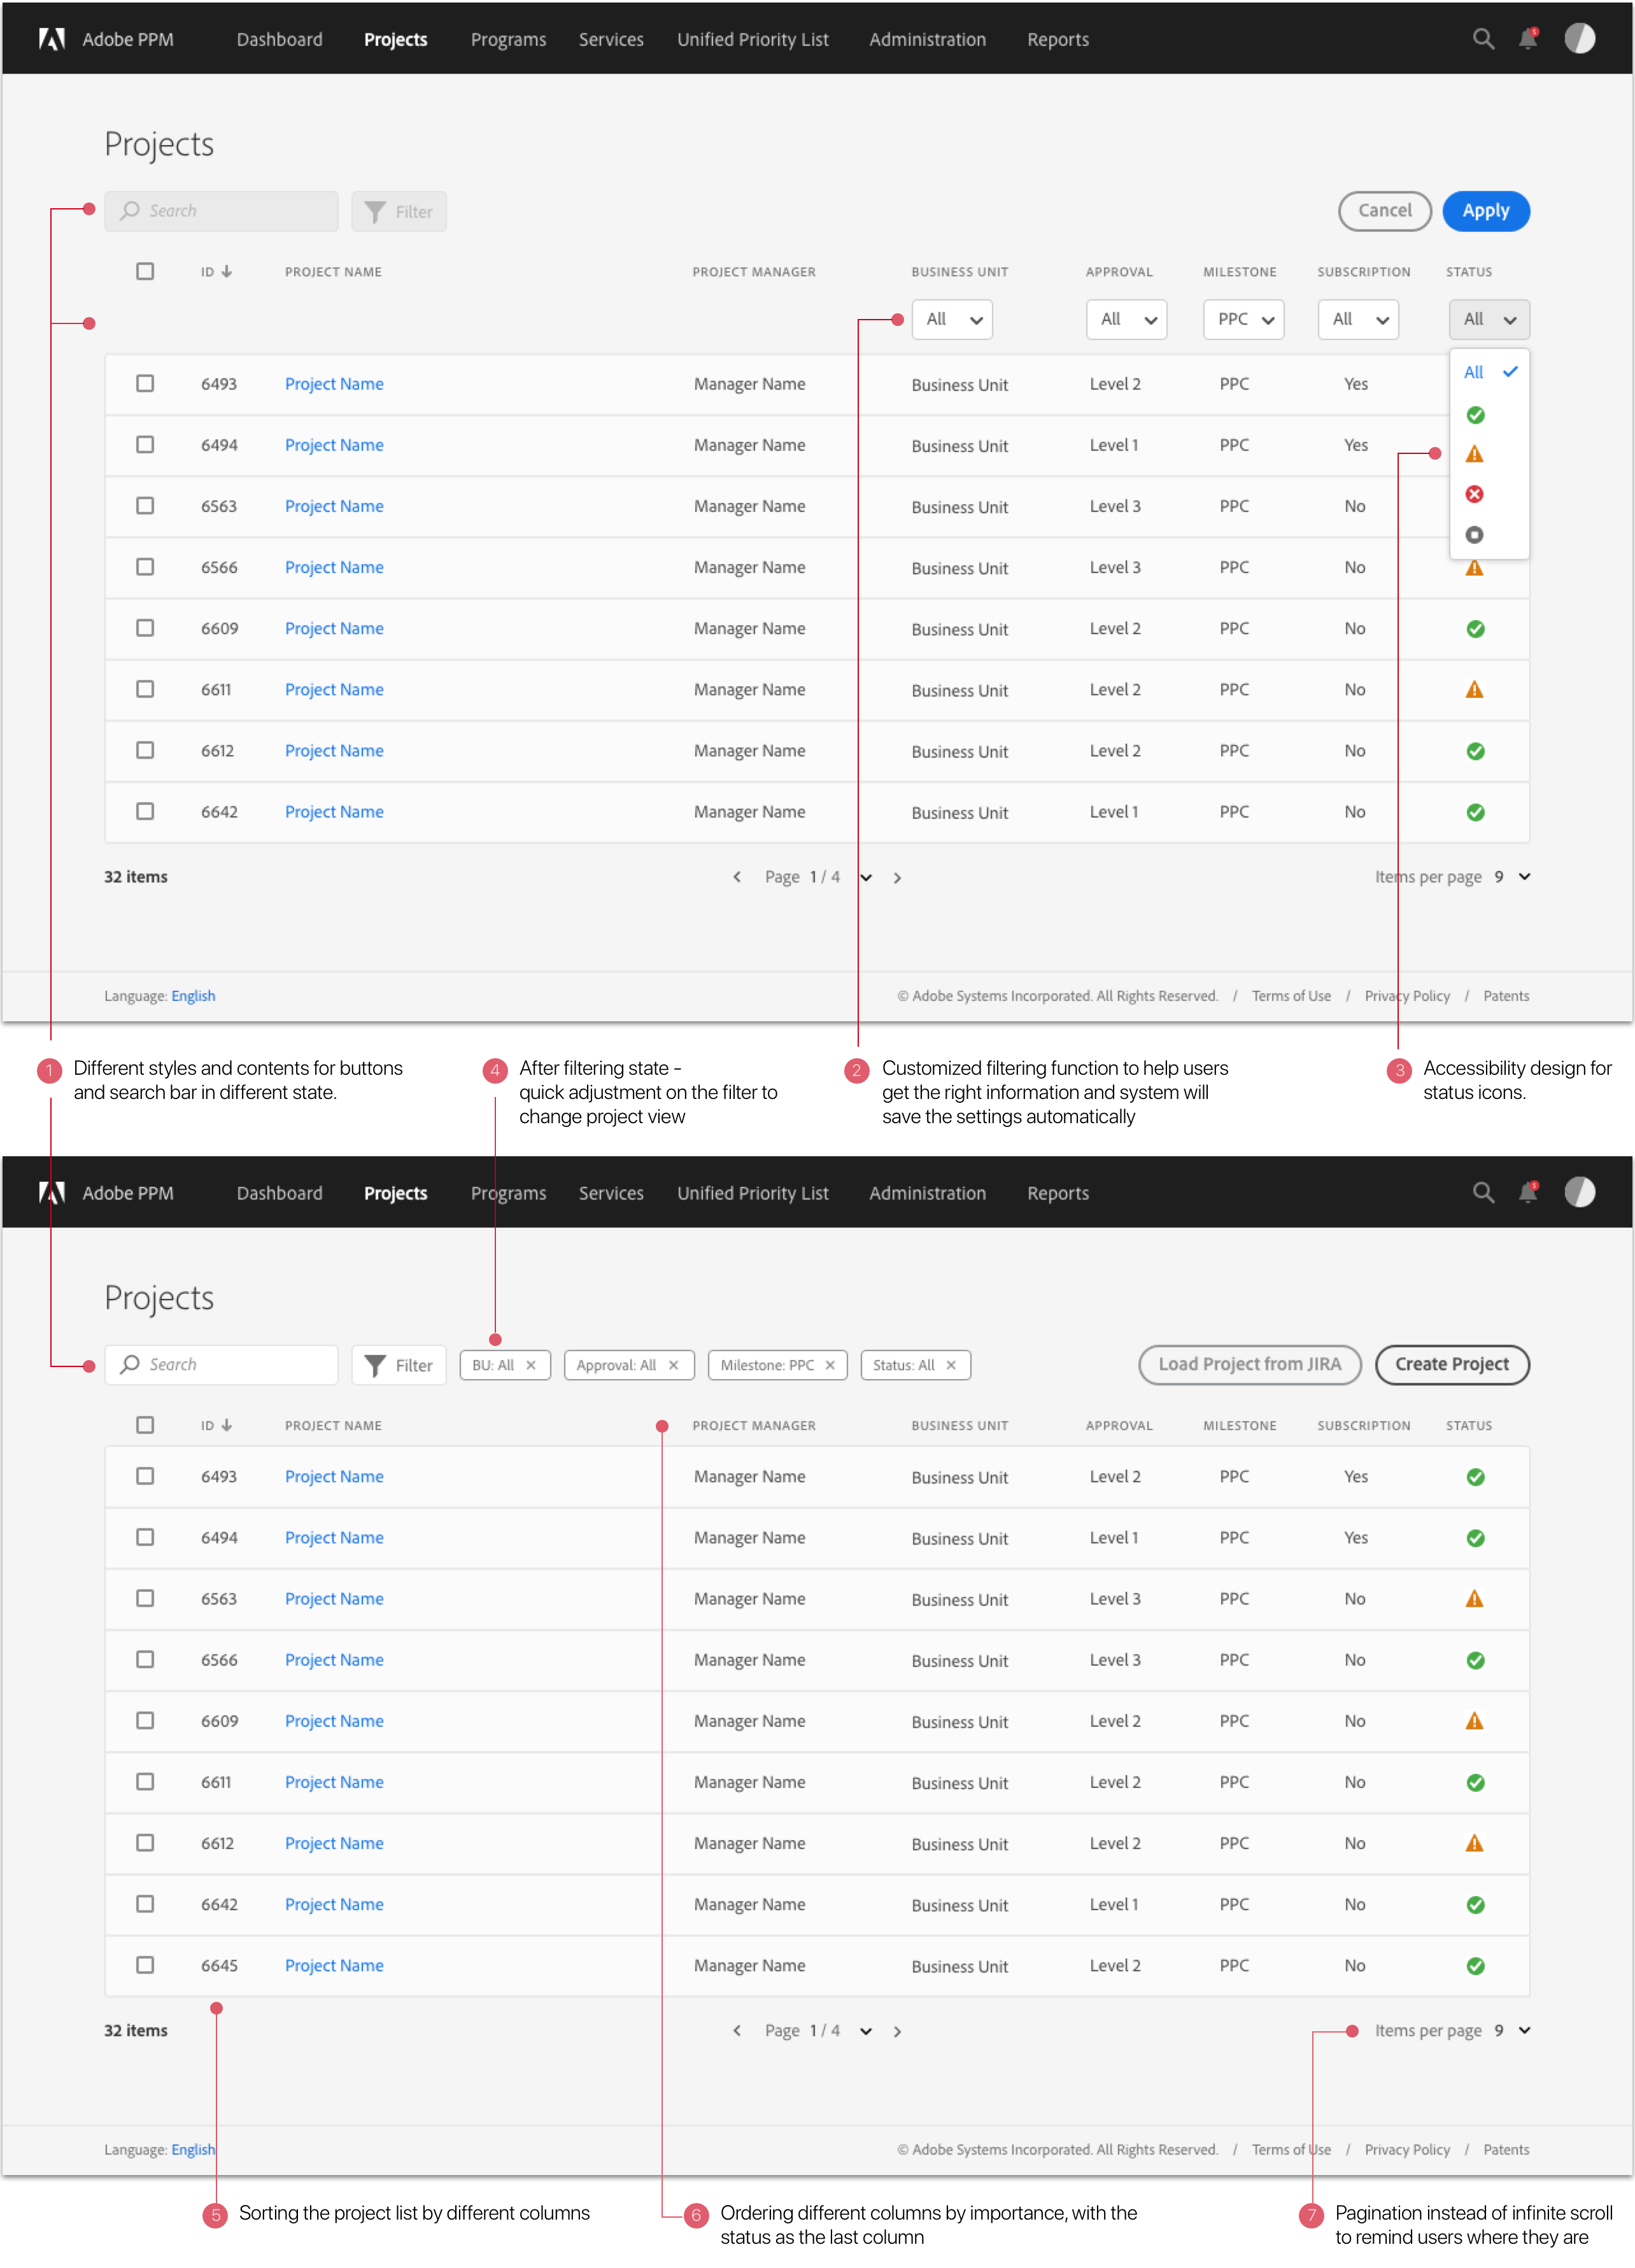 Adobe PPM Dashboard Projects Programs Services Unified Priority List Administration Reports
Projects
Search Filter Cancel Apply
ID PROJECT NAME PROJECT MANAGER BUSINESS UNIT APPROVAL MILESTONE SUBSCRIPTION STATUS
All All PPC All All
All
6493 Project Name Manager Name Business Unit Level 2 PPC Yes
6494 Project Name Manager Name Business Unit Level 1 PPC Yes
6563 Project Name Manager Name Business Unit Level 3 PPC No
6566 Project Name Manager Name Business Unit Level 3 PPC No
6609 Project Name Manager Name Business Unit Level 2 PPC No
6611 Project Name Manager Name Business Unit Level 2 PPC No
6612 Project Name Manager Name Business Unit Level 2 PPC No
6642 Project Name Manager Name Business Unit Level 1 PPC No
32 items Page 1 / 4 Items per page 9
Language: English © Adobe Systems Incorporated. All Rights Reserved. / Terms of Use / Privacy Policy / Patents
1 Different styles and contents for buttons
and search bar in different state.
4 After filtering state -
quick adjustment on the filter to
change project view
2 Customized filtering function to help users
get the right information and system will
save the settings automatically
3 Accessibility design for
status icons.
Adobe PPM Dashboard Projects Programs Services Unified Priority List Administration Reports
Projects
Search Filter BU: All Approval: All Milestone: PPC Status: All Load Project from JIRA Create Project
ID PROJECT NAME PROJECT MANAGER BUSINESS UNIT APPROVAL MILESTONE SUBSCRIPTION STATUS
6493 Project Name Manager Name Business Unit Level 2 PPC Yes
6494 Project Name Manager Name Business Unit Level 1 PPC Yes
6563 Project Name Manager Name Business Unit Level 3 PPC No
6566 Project Name Manager Name Business Unit Level 3 PPC No
6609 Project Name Manager Name Business Unit Level 2 PPC No
6611 Project Name Manager Name Business Unit Level 2 PPC No
6612 Project Name Manager Name Business Unit Level 2 PPC No
6642 Project Name Manager Name Business Unit Level 1 PPC No
6645 Project Name Manager Name Business Unit Level 2 PPC No
32 items Page 1 / 4 Items per page 9
Language: English © Adobe Systems Incorporated. All Rights Reserved. / Terms of Use / Privacy Policy / Patents
5 Sorting the project list by different columns
6 Ordering different columns by importance, with the
status as the last column
7 Pagination instead of infinite scroll
to remind users where they are